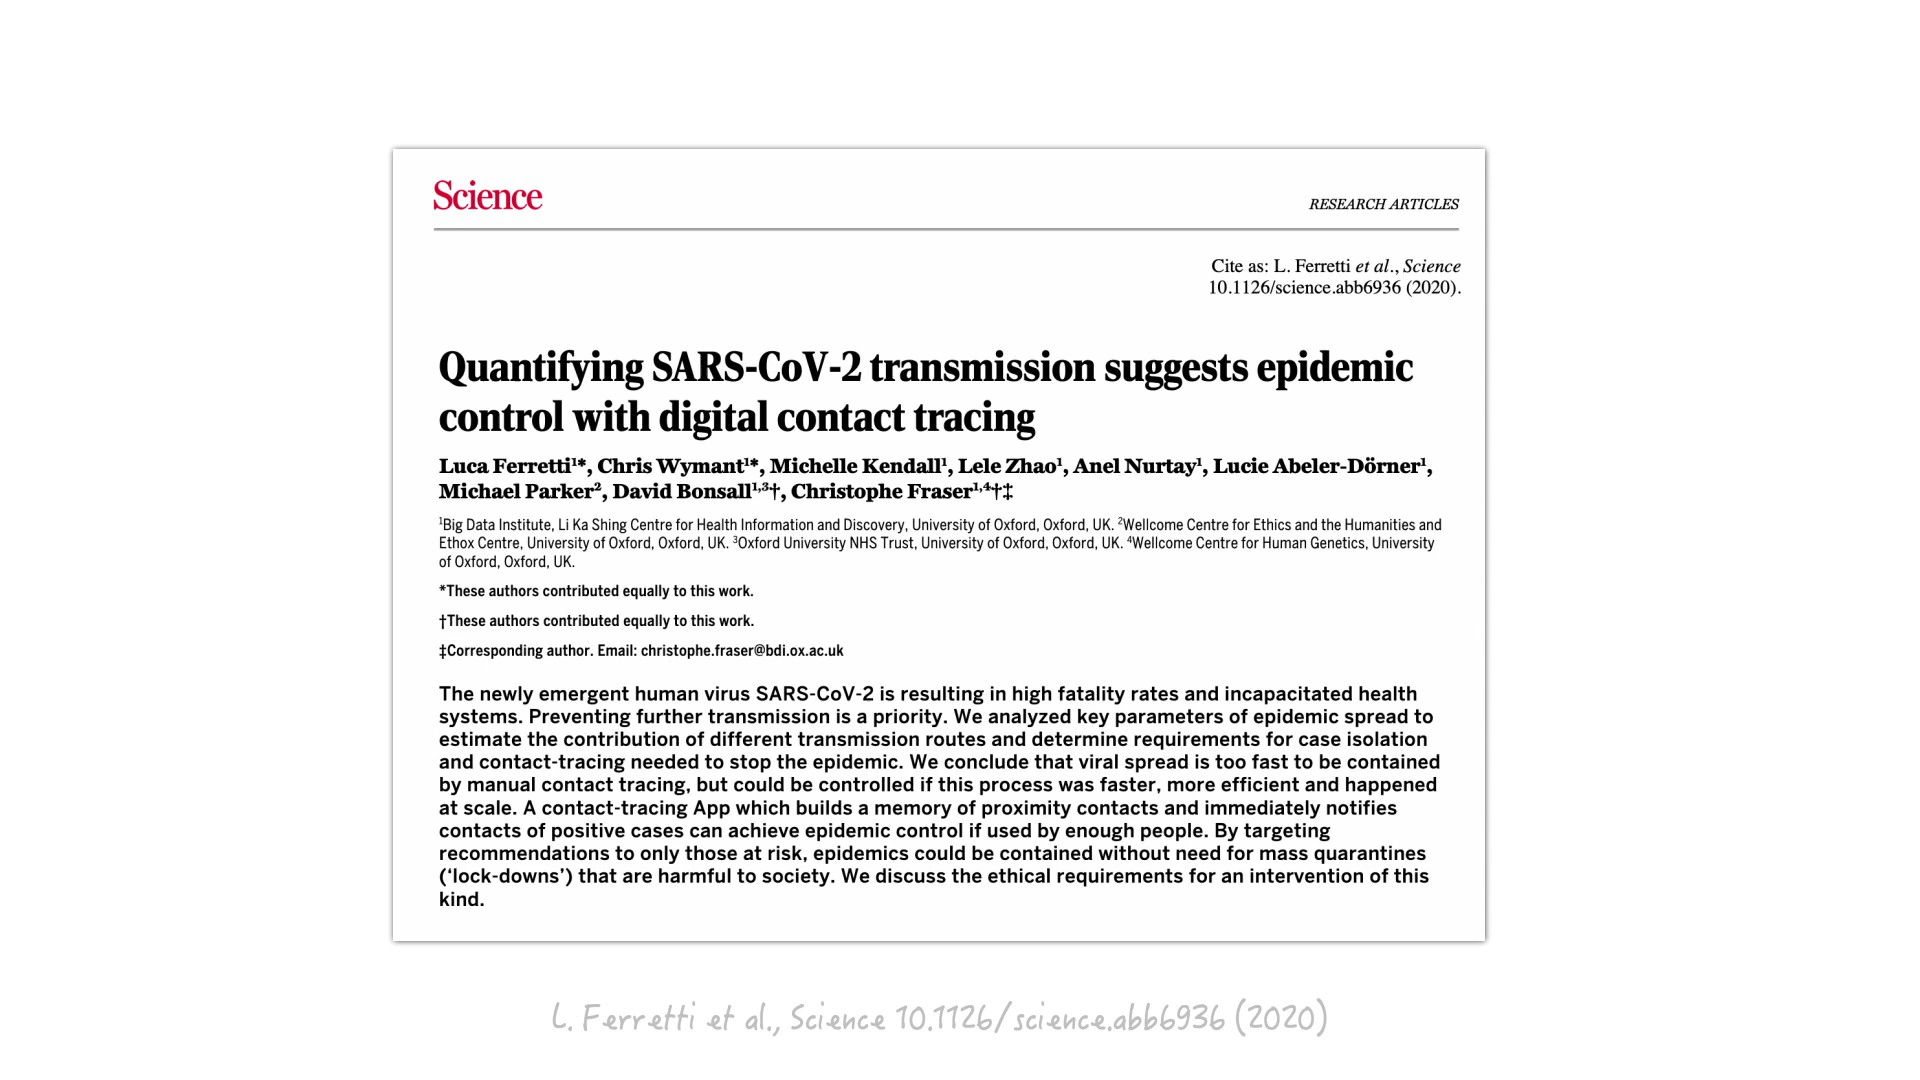 Science
RESEARCH ARTICLES
Cite as: L. Ferretti et al., Science
10.1126/science.abb6936 (2020).
Quantifying SARS-CoV-2 transmission suggests epidemic
control with digital contact tracing
Luca Ferretti¹*, Chris Wymant¹*, Michelle Kendall¹, Lele Zhao¹, Anel Nurtay¹, Lucie Abeler-Dörner¹,
Michael Parker², David Bonsall¹,³†, Christophe Fraser¹,⁴†‡
¹Big Data Institute, Li Ka Shing Centre for Health Information and Discovery, University of Oxford, Oxford, UK. ²Wellcome Centre for Ethics and the Humanities and
Ethox Centre, University of Oxford, Oxford, UK. ³Oxford University NHS Trust, University of Oxford, Oxford, UK. ⁴Wellcome Centre for Human Genetics, University
of Oxford, Oxford, UK.
*These authors contributed equally to this work.
†These authors contributed equally to this work.
‡Corresponding author. Email: christophe.fraser@bdi.ox.ac.uk
The newly emergent human virus SARS-CoV-2 is resulting in high fatality rates and incapacitated health
systems. Preventing further transmission is a priority. We analyzed key parameters of epidemic spread to
estimate the contribution of different transmission routes and determine requirements for case isolation
and contact-tracing needed to stop the epidemic. We conclude that viral spread is too fast to be contained
by manual contact tracing, but could be controlled if this process was faster, more efficient and happened
at scale. A contact-tracing App which builds a memory of proximity contacts and immediately notifies
contacts of positive cases can achieve epidemic control if used by enough people. By targeting
recommendations to only those at risk, epidemics could be contained without need for mass quarantines
(‘lock-downs’) that are harmful to society. We discuss the ethical requirements for an intervention of this
kind.
L. Ferretti et al., Science 10.1126/science.abb6936 (2020)